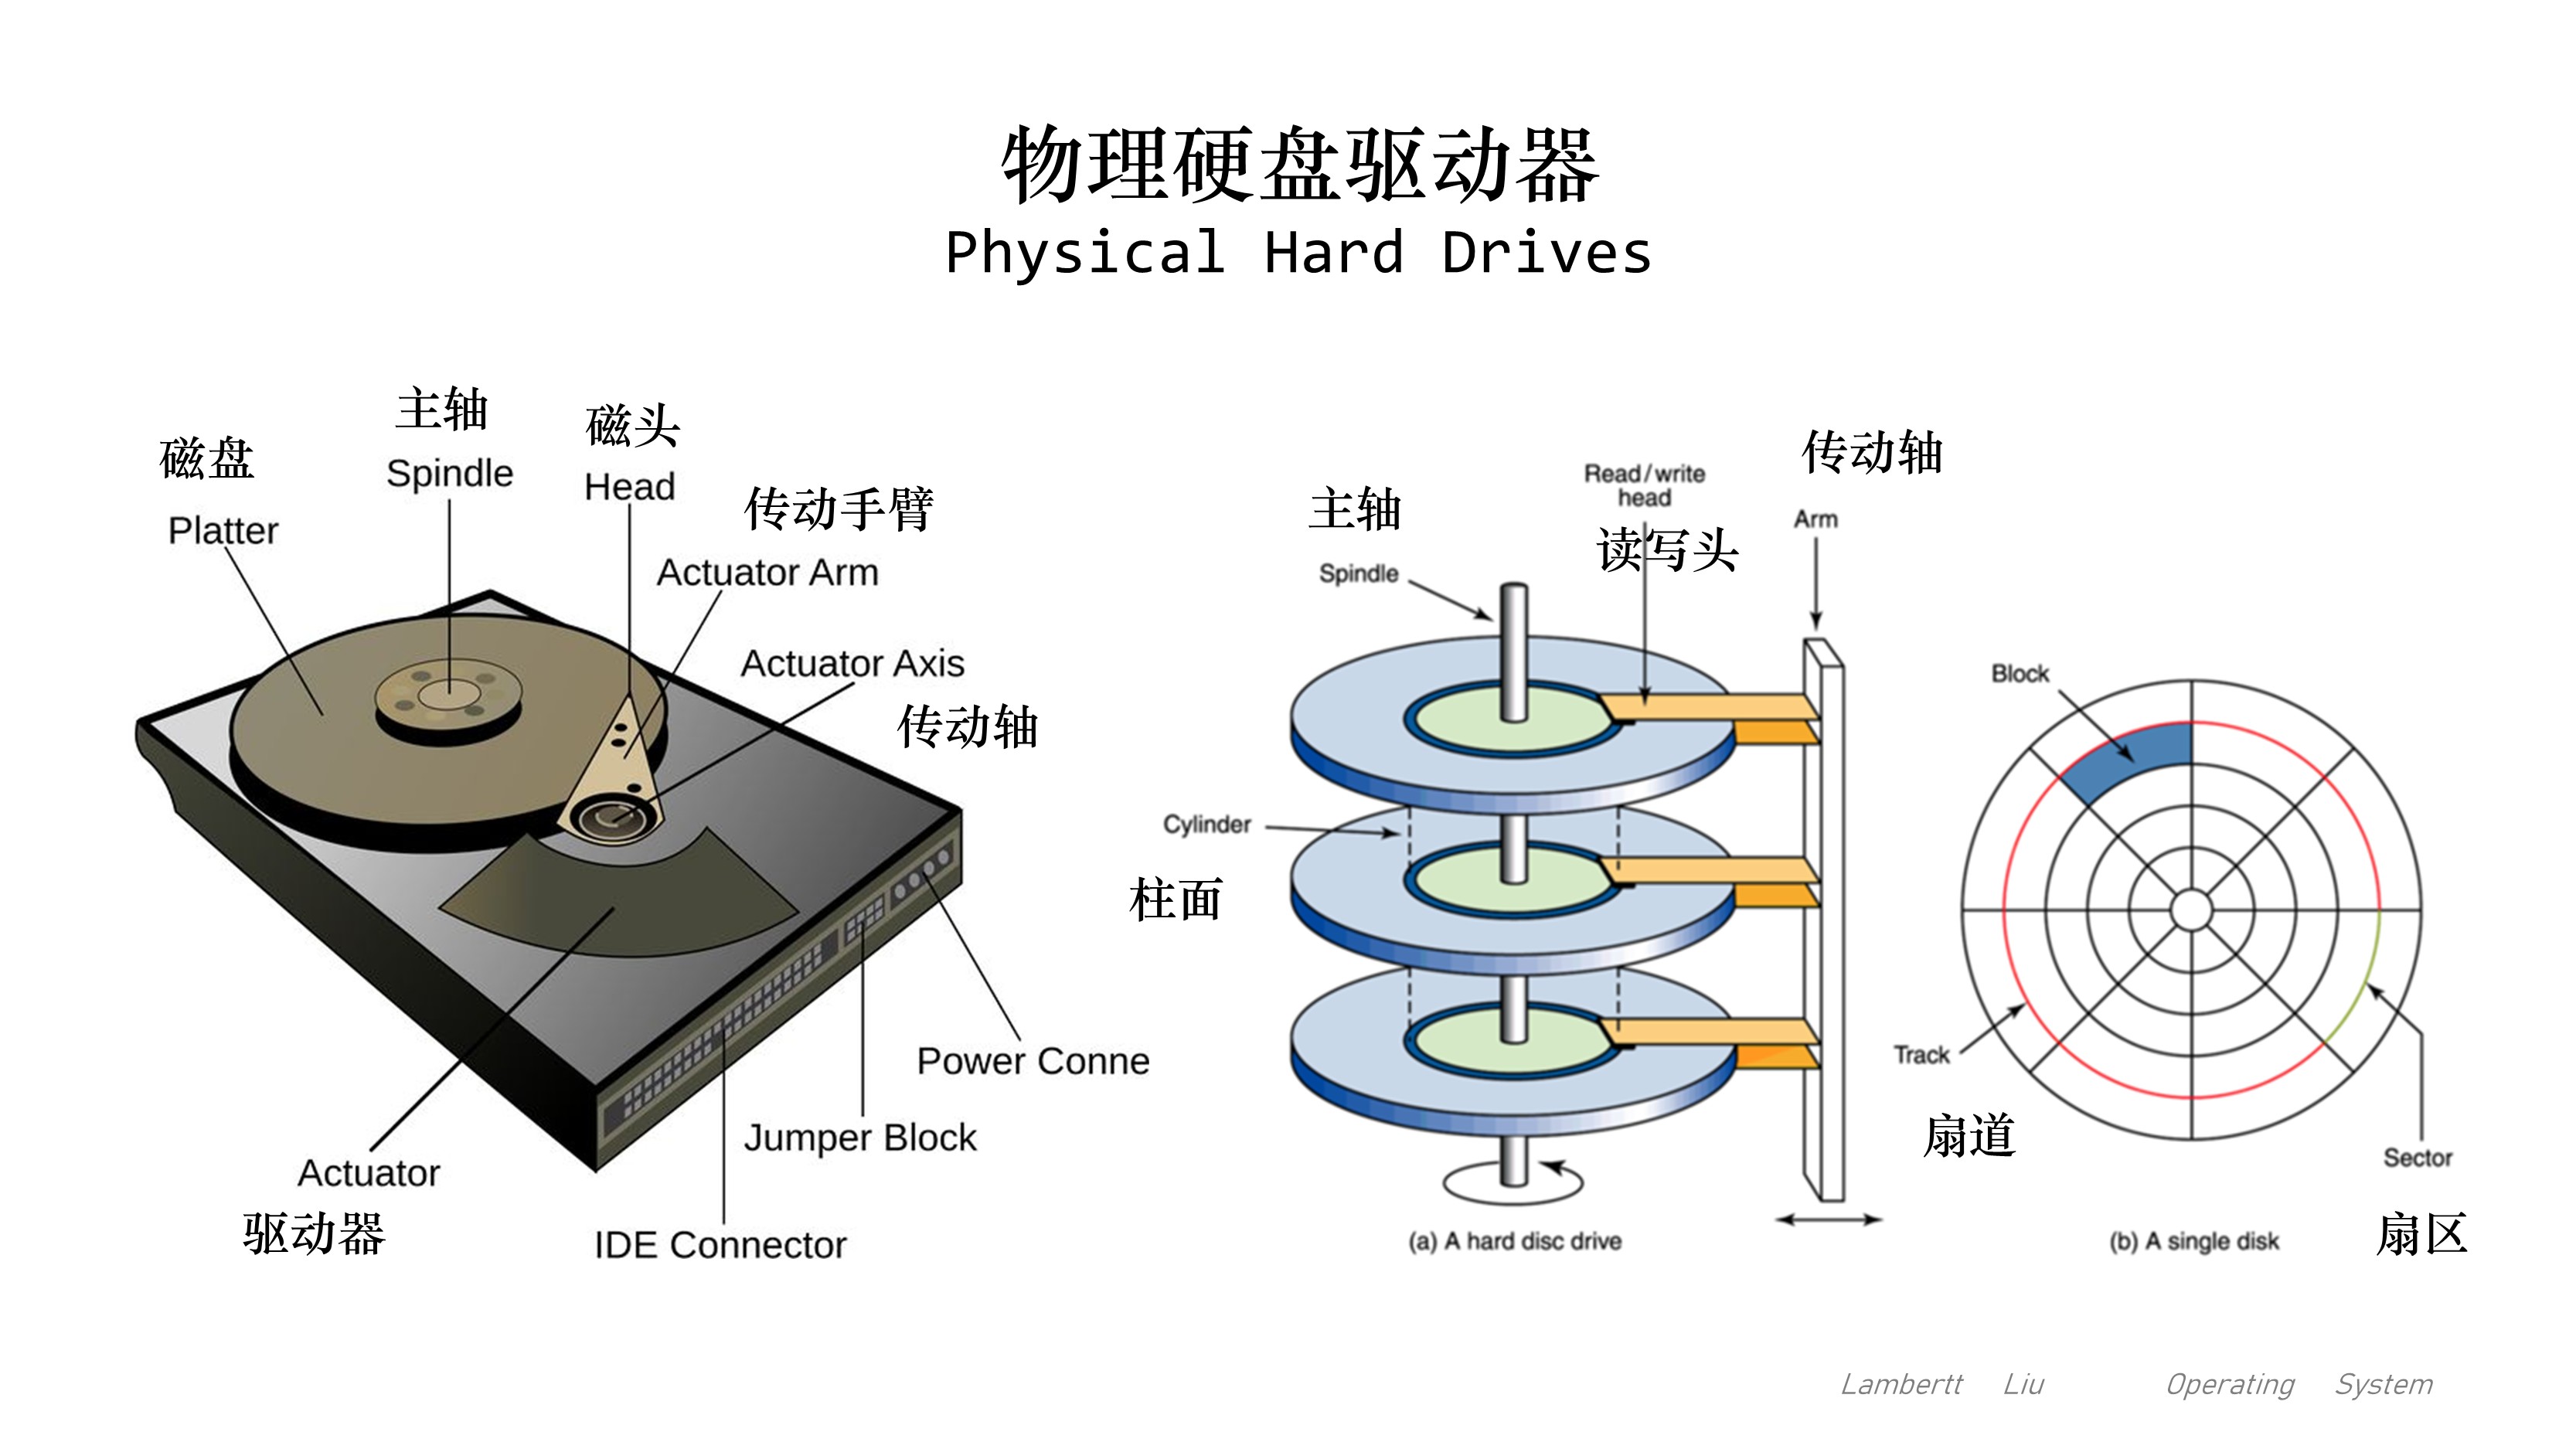 物理硬盘驱动器
Physical Hard Drives
磁盘
Platter
主轴
Spindle
磁头
Head
传动手臂
Actuator Arm
Actuator Axis
传动轴
Power Conne
Jumper Block
IDE Connector
Actuator
驱动器
主轴
Spindle
Read/write
head
读写头
传动轴
Arm
Cylinder
柱面
(a) A hard disc drive
Block
Track
扇道
Sector
扇区
(b) A single disk
Lambertt Liu Operating System